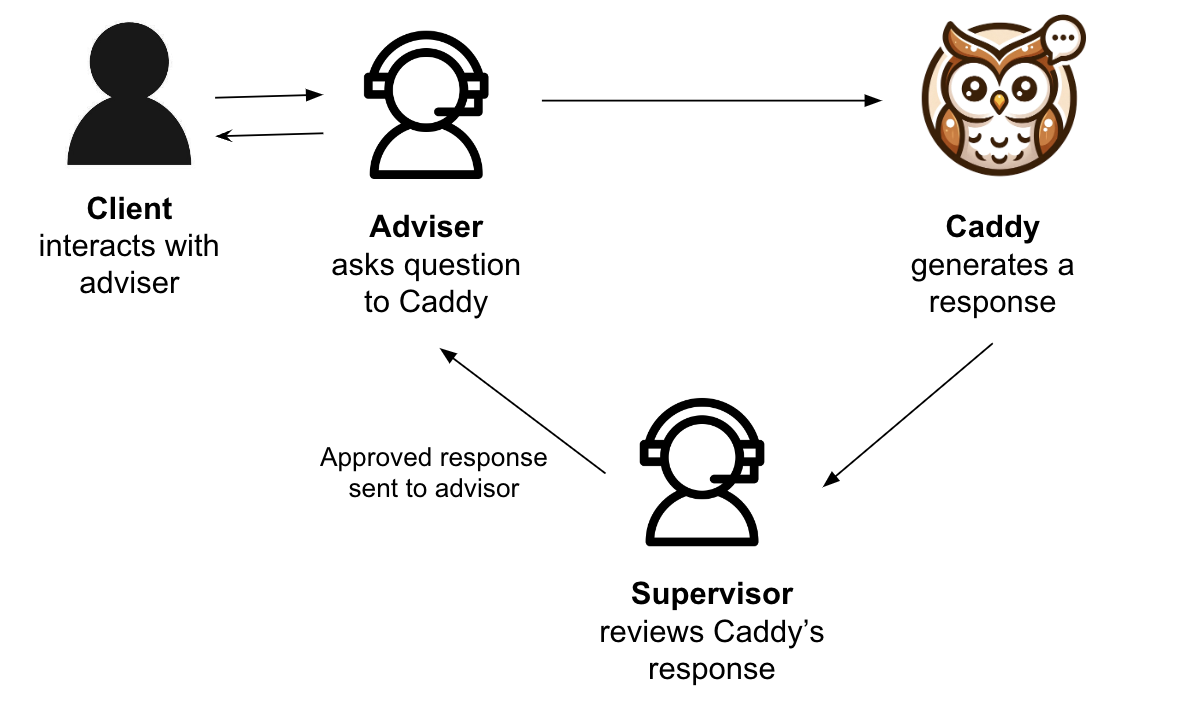 Client
interacts with
adviser
Adviser
asks question
to Caddy
Caddy
generates a
response
Approved response
sent to advisor
Supervisor
reviews Caddy’s
response